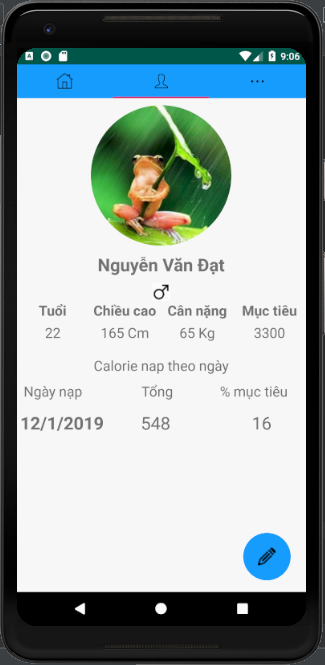 9:06
Nguyễn Văn Đạt
Tuổi Chiều cao Cân nặng Mục tiêu
22 165 Cm 65 Kg 3300
Calorie nap theo ngày
Ngày nạp Tổng % mục tiêu
12/1/2019 548 16